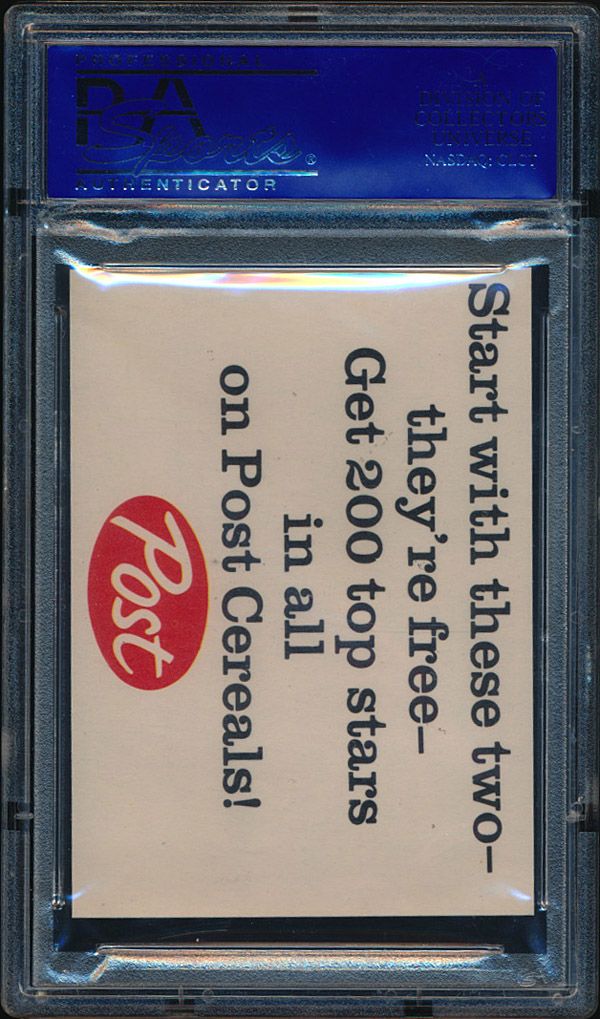 PROFESSIONAL
PSA
Sports®
AUTHENTICATOR
A
DIVISION OF
COLLECTORS
UNIVERSE
NASDAQ: CLCT
Start with these two–
they're free–
Get 200 top stars
in all
on Post Cereals!
Post